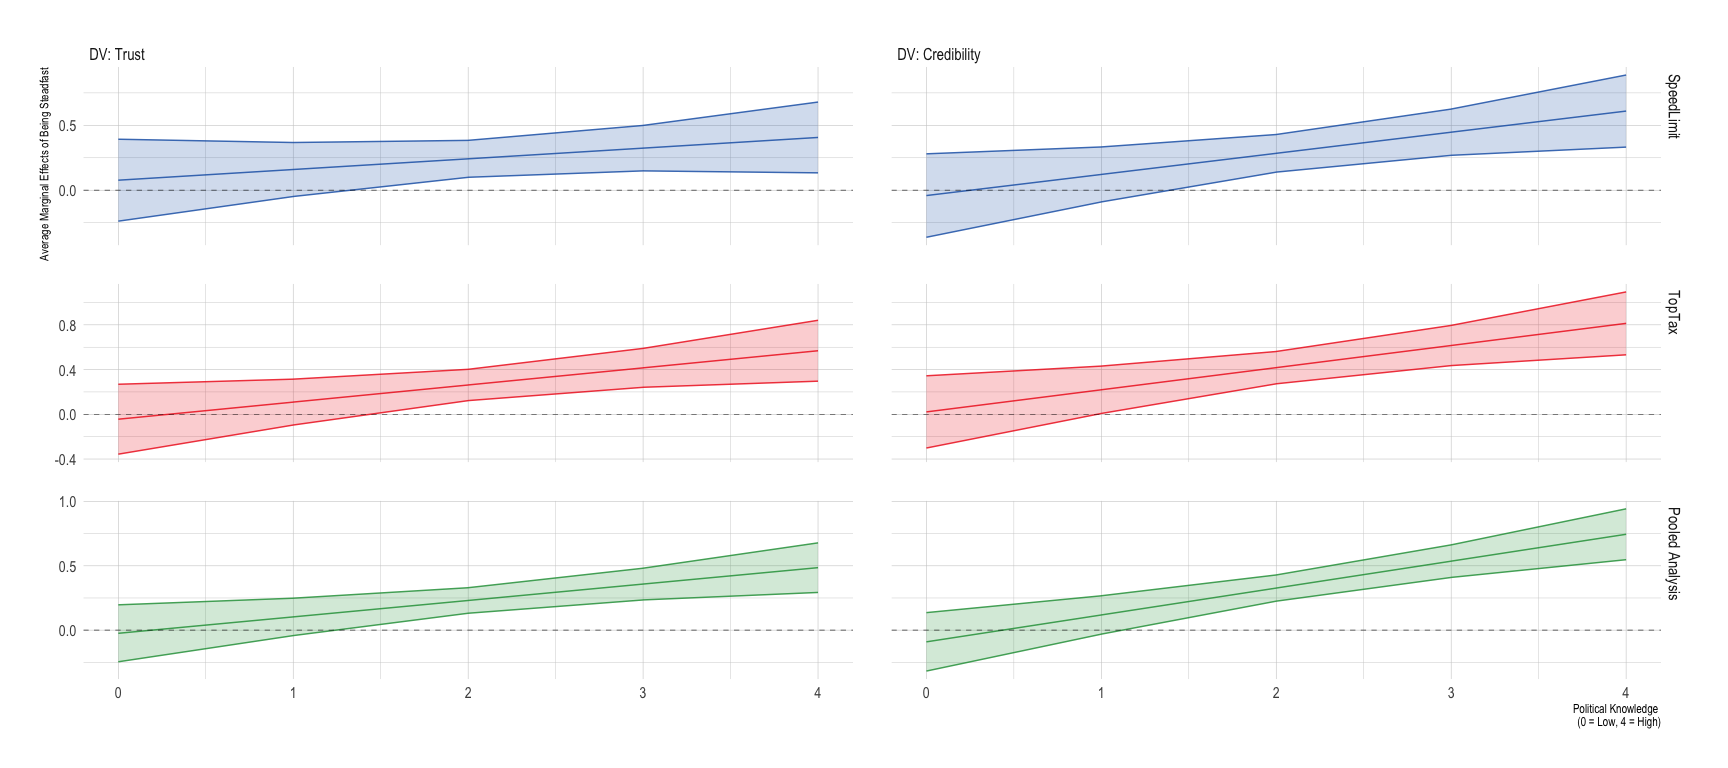 DV: Trust
DV: Credibility
Average Marginal Effects of Being Steadfast
0.5
0.0
SpeedLimit
0.8
0.4
0.0
-0.4
TopTax
1.0
0.5
0.0
Pooled Analysis
0 1 2 3 4
0 1 2 3 4
Political Knowledge
(0 = Low, 4 = High)